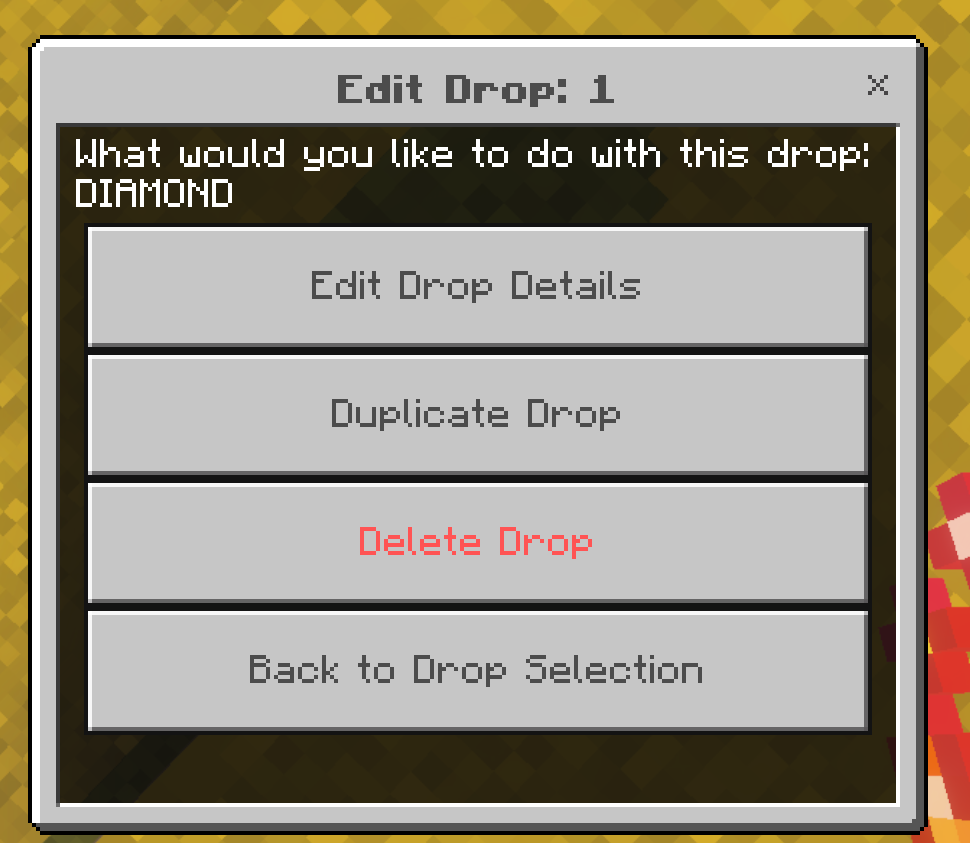 Edit Drop: 1
What would you like to do with this drop:
DIAMOND
Edit Drop Details
Duplicate Drop
Delete Drop
Back to Drop Selection